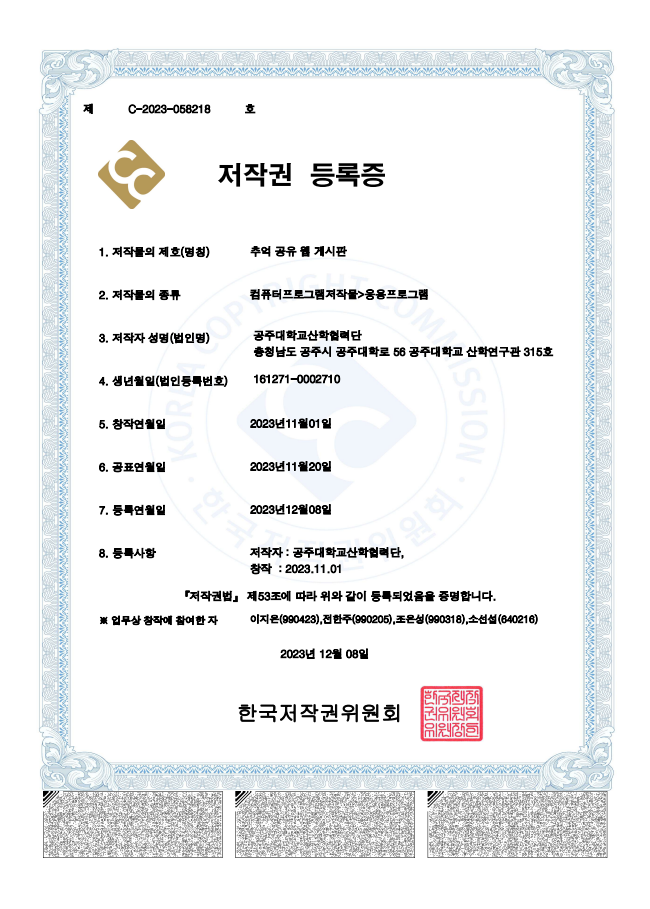 제 C-2023-058218 호
저작권 등록증
1. 저작물의 제호(명칭) 추억 공유 웹 게시판
2. 저작물의 종류 컴퓨터프로그램저작물>응용프로그램
3. 저작자 성명(법인명) 공주대학교산학협력단
충청남도 공주시 공주대학로 56 공주대학교 산학연구관 315호
4. 생년월일(법인등록번호) 161271-0002710
5. 창작연월일 2023년11월01일
6. 공표연월일 2023년11월20일
7. 등록연월일 2023년12월08일
8. 등록사항 저작자 : 공주대학교산학협력단,
창작 : 2023.11.01
『저작권법』 제53조에 따라 위와 같이 등록되었음을 증명합니다.
※ 업무상 창작에 참여한 자 이지은(990423),전한주(990205),조은성(990318),소선섭(640216)
2023년 12월 08일
한국저작권위원회
KOREA COPYRIGHT COMMISSION
한국저작권위원회